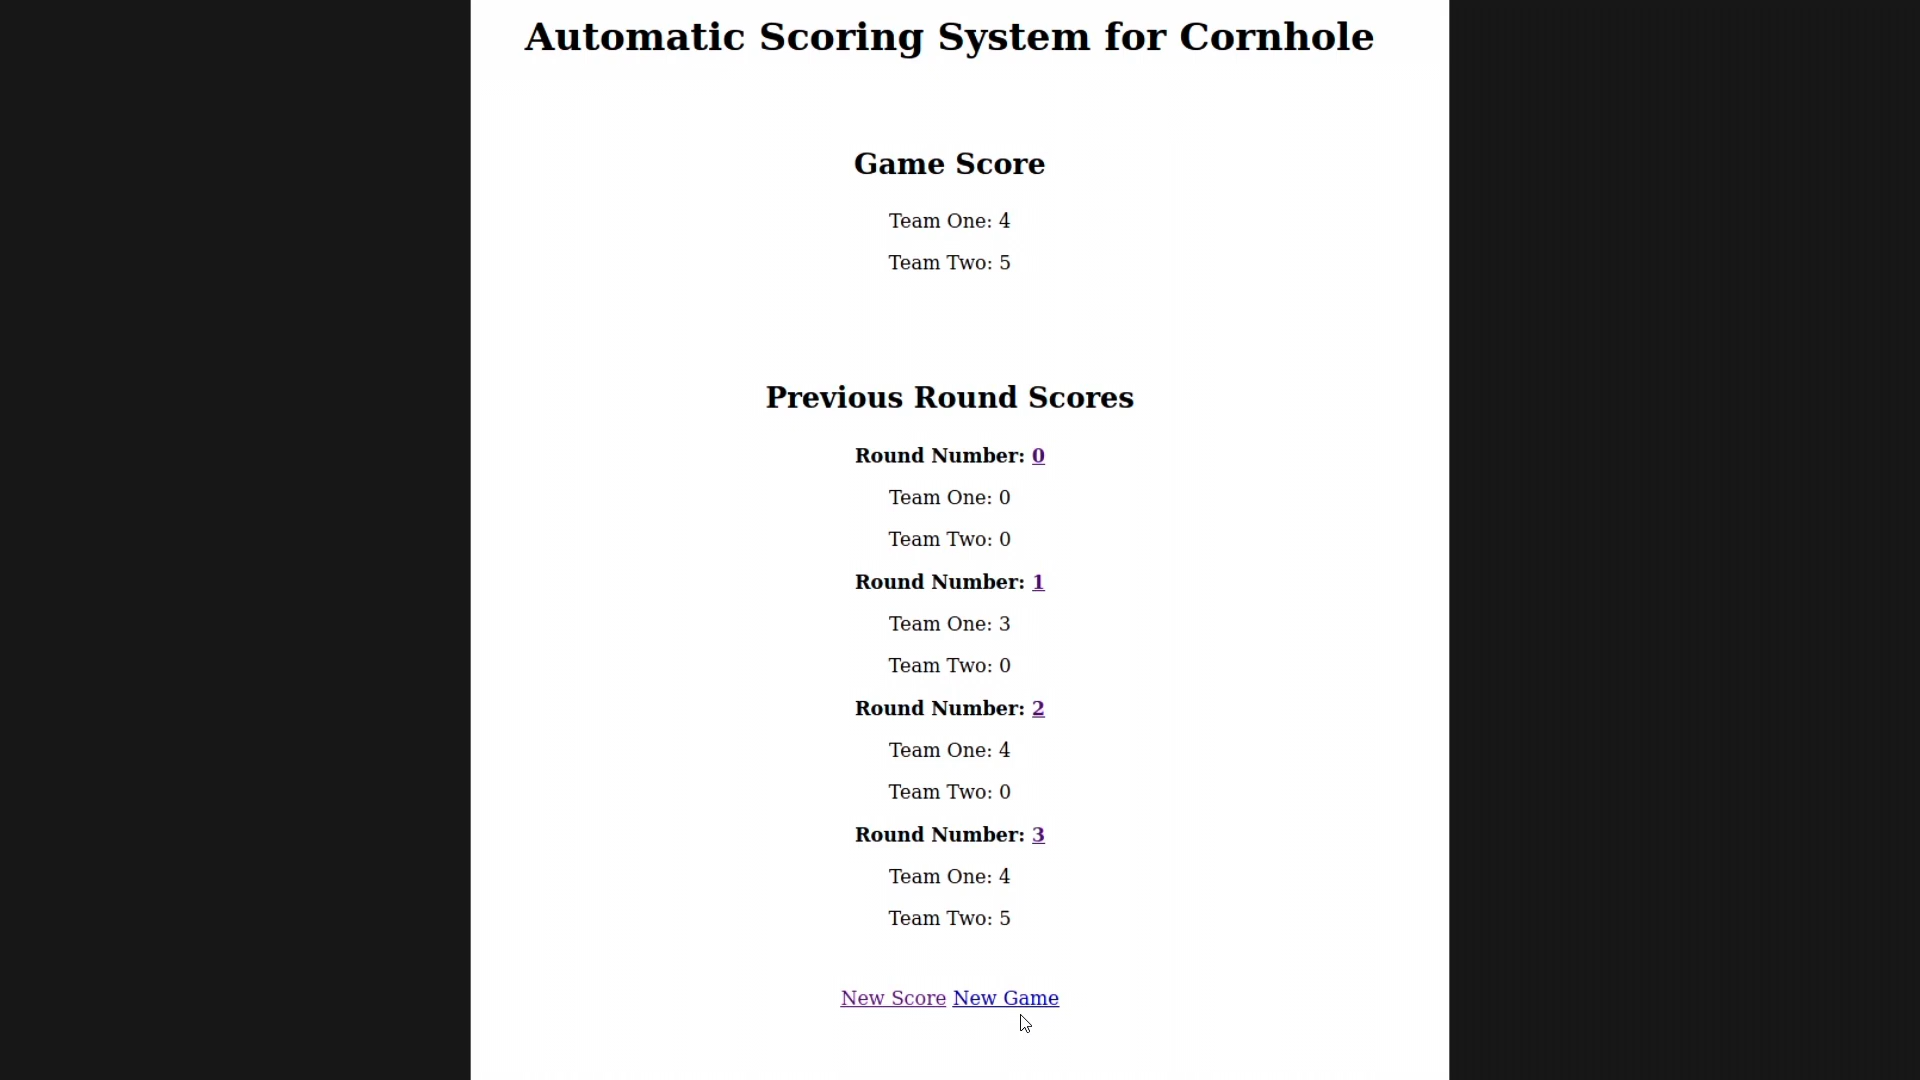 Automatic Scoring System for Cornhole
Game Score
Team One: 4
Team Two: 5
Previous Round Scores
Round Number: 0
Team One: 0
Team Two: 0
Round Number: 1
Team One: 3
Team Two: 0
Round Number: 2
Team One: 4
Team Two: 0
Round Number: 3
Team One: 4
Team Two: 5
New Score New Game